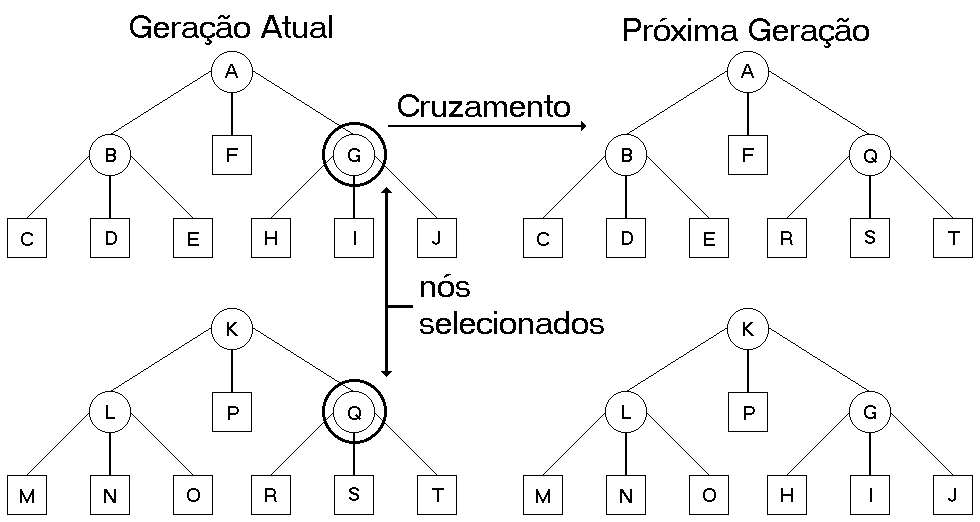 Geração Atual
Próxima Geração
A
A
Cruzamento
B F G
B F Q
C D E H I J
C D E R S T
nós
selecionados
K
K
L P Q
L P G
M N O R S T
M N O H I J